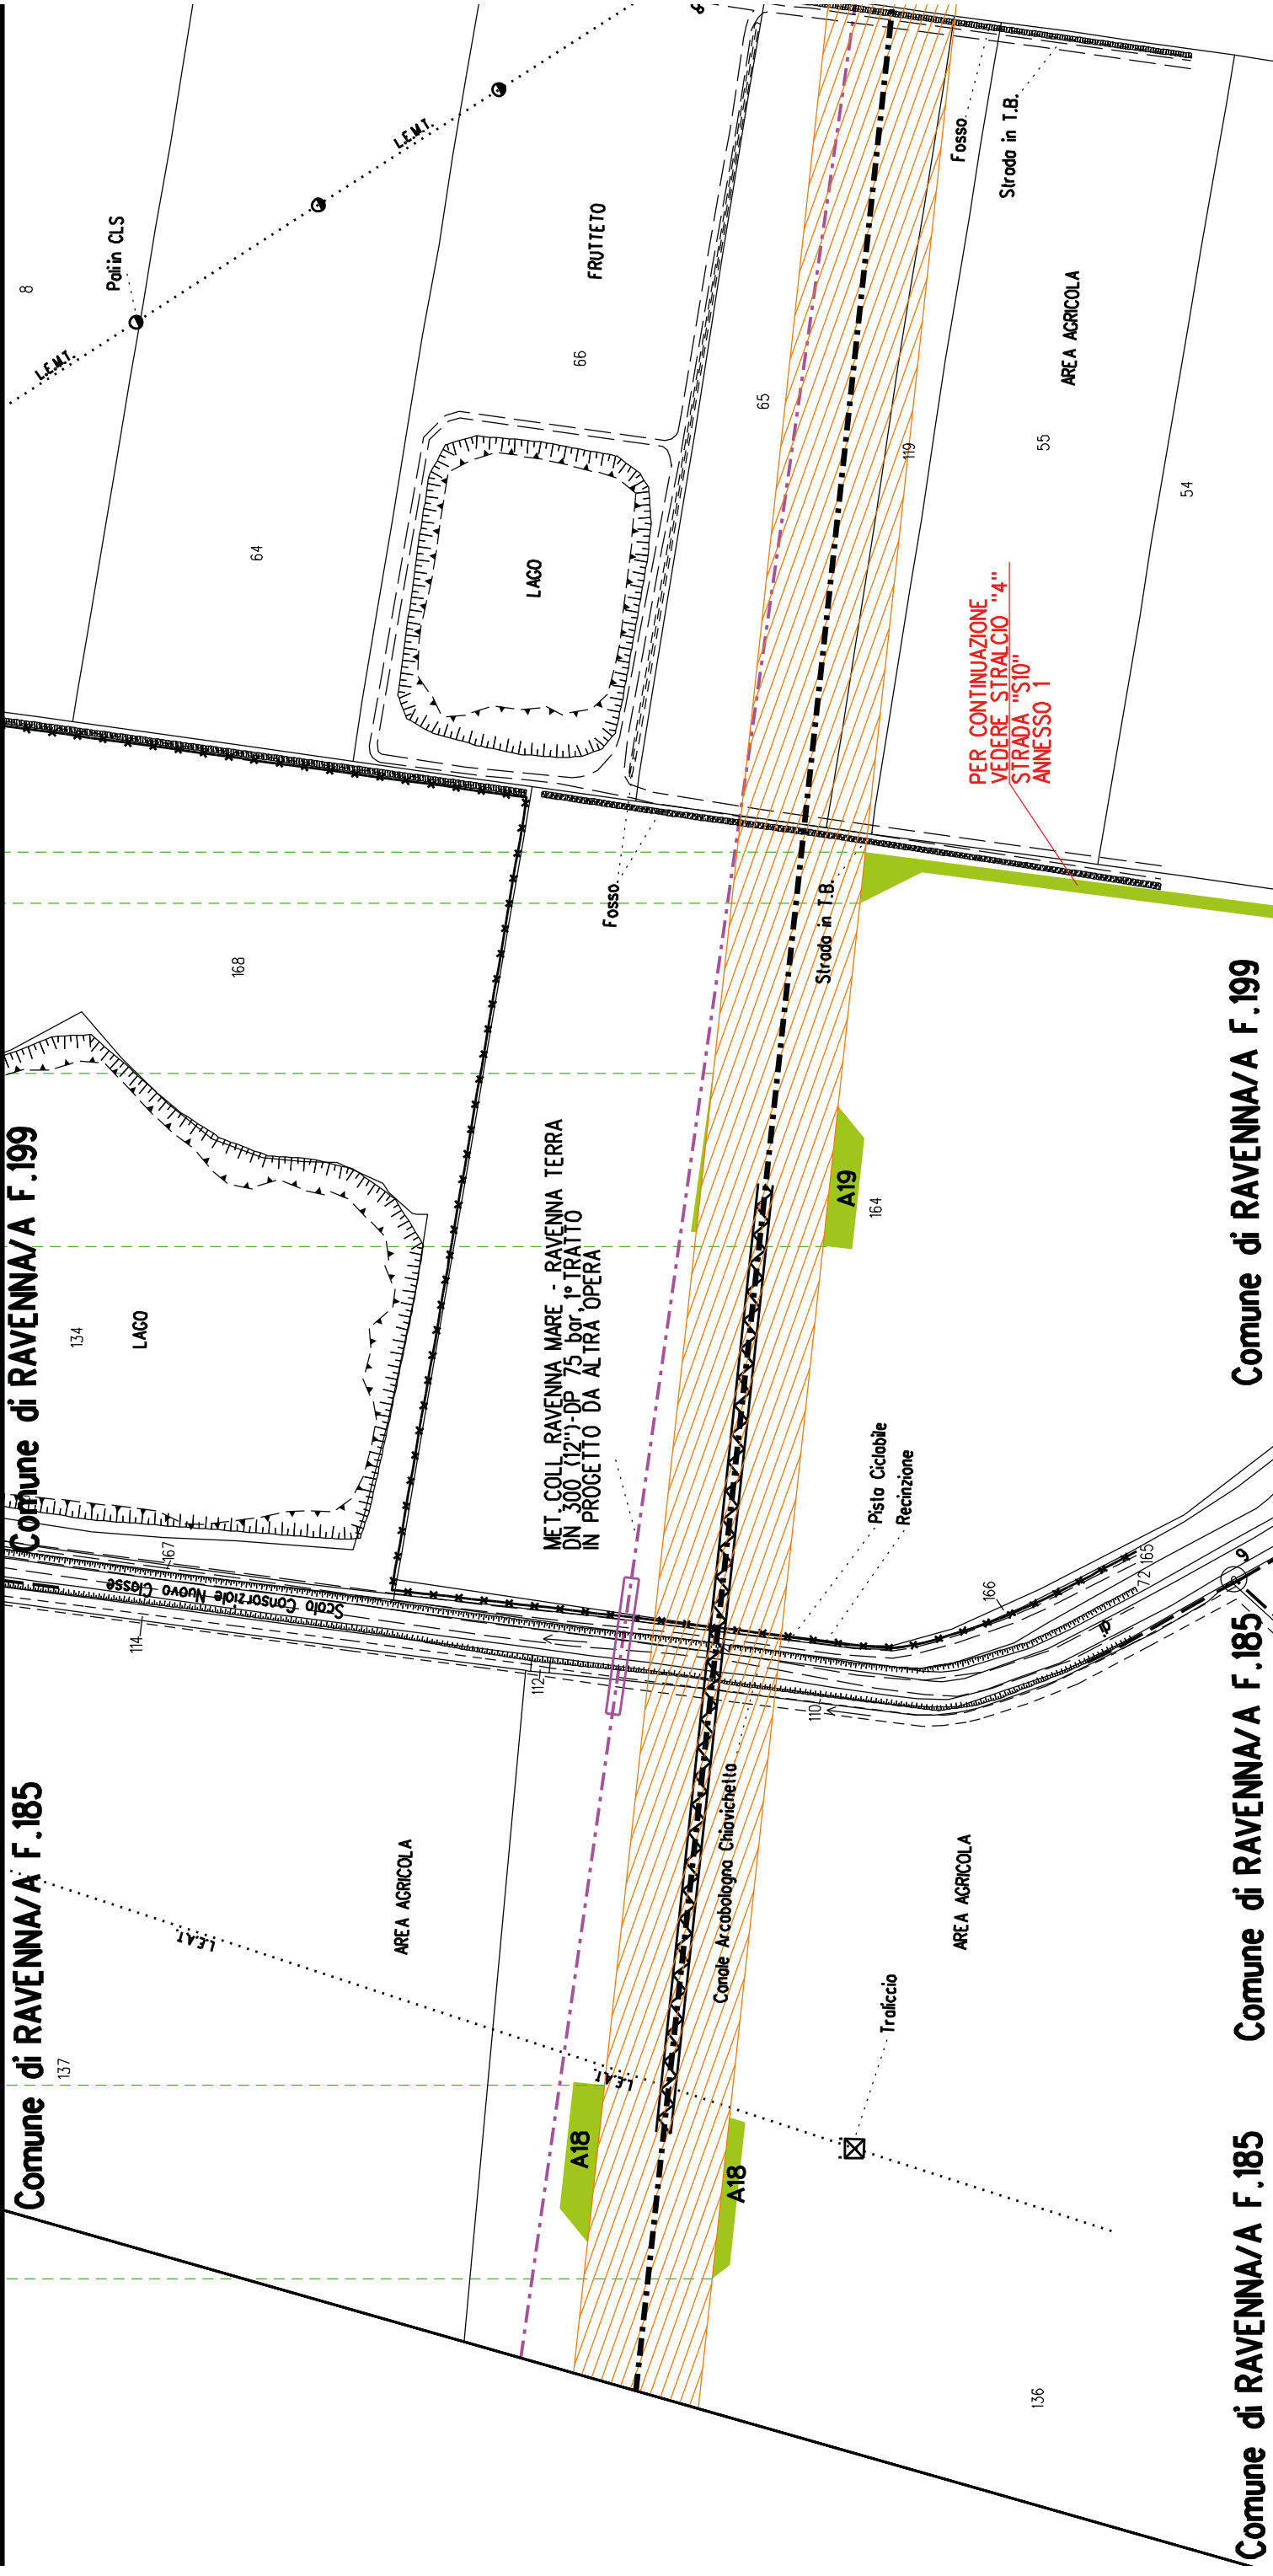 Comune di RAVENNA/A F.185
Comune di RAVENNA/A F.199
137
L.E.A.T.
AREA AGRICOLA
114
112
167
Scolo Consorziale Nuovo Classe
134
LAGO
168
64
8
Pali in CLS
L.E.M.T.
L.E.M.T.
LAGO
66
FRUTTETO
65
Fosso
MET. COLL. RAVENNA MARE - RAVENNA TERRA
DN 300 (12")-DP 75 bar, 1° TRATTO
IN PROGETTO DA ALTRA OPERA
L.E.A.T.
A18
A18
Canale Arcobologna Chiavichetta
110
Traliccio
AREA AGRICOLA
136
Pista Ciclabile
Recinzione
166
165
72
di
9
A19
164
Strada in T.B.
119
Fosso
Strada in T.B.
AREA AGRICOLA
55
54
PER CONTINUAZIONE
VEDERE STRALCIO "4"
STRADA "S10"
ANNESSO 1
Comune di RAVENNA/A F.185
Comune di RAVENNA/A F.185
Comune di RAVENNA/A F.199